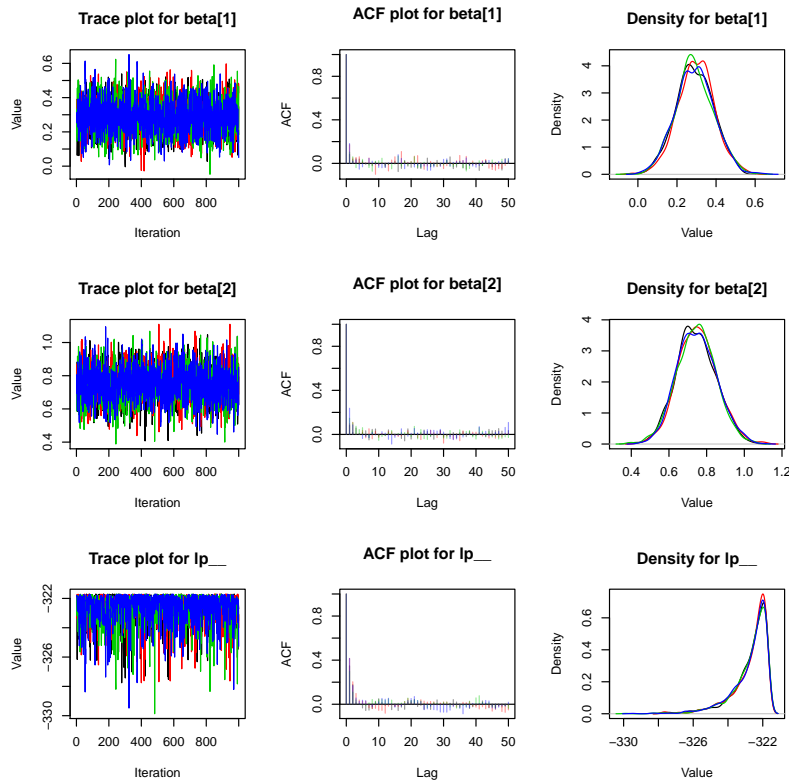 Trace plot for beta[1]
Value
0.0 0.2 0.4 0.6
0 200 400 600 800
Iteration
ACF plot for beta[1]
ACF
0.0 0.4 0.8
0 10 20 30 40 50
Lag
Density for beta[1]
Density
0 1 2 3 4
0.0 0.2 0.4 0.6
Value
Trace plot for beta[2]
Value
0.4 0.6 0.8 1.0
0 200 400 600 800
Iteration
ACF plot for beta[2]
ACF
0.0 0.4 0.8
0 10 20 30 40 50
Lag
Density for beta[2]
Density
0 1 2 3 4
0.4 0.6 0.8 1.0 1.2
Value
Trace plot for lp__
Value
−330 −326 −322
0 200 400 600 800
Iteration
ACF plot for lp__
ACF
0.0 0.4 0.8
0 10 20 30 40 50
Lag
Density for lp__
Density
0.0 0.2 0.4 0.6
−330 −326 −322
Value